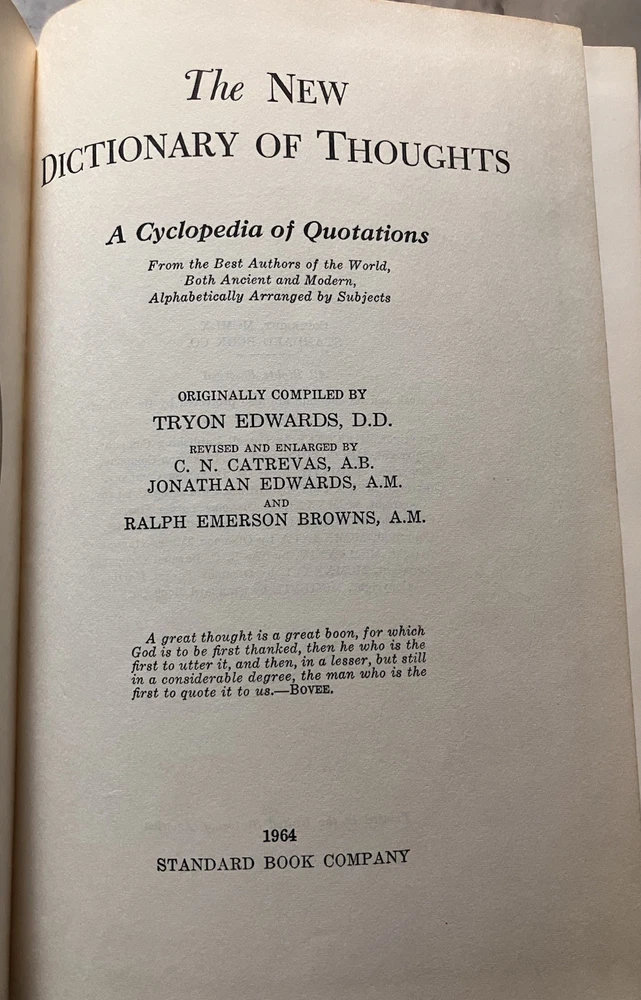 The NEW
DICTIONARY OF THOUGHTS
A Cyclopedia of Quotations
From the Best Authors of the World,
Both Ancient and Modern,
Alphabetically Arranged by Subjects
ORIGINALLY COMPILED BY
TRYON EDWARDS, D.D.
REVISED AND ENLARGED BY
C. N. CATREVAS, A.B.
JONATHAN EDWARDS, A.M.
AND
RALPH EMERSON BROWNS, A.M.
A great thought is a great boon, for which
God is to be first thanked, then he who is the
first to utter it, and then, in a lesser, but still
in a considerable degree, the man who is the
first to quote it to us.—BOVEE.
1964
STANDARD BOOK COMPANY